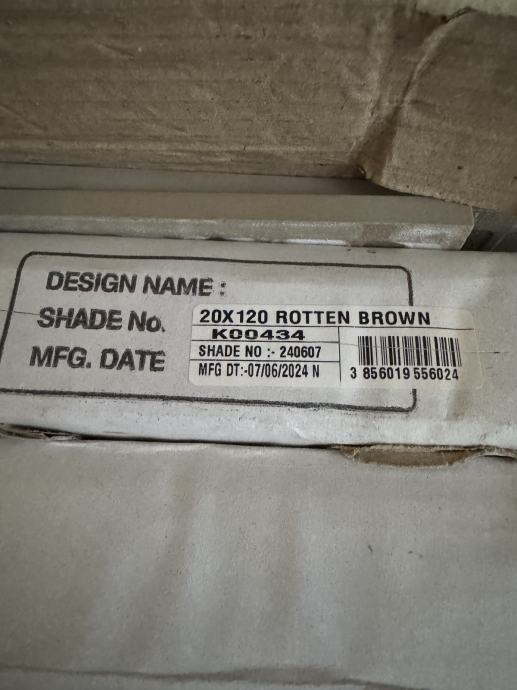 DESIGN NAME :
20X120 ROTTEN BROWN
SHADE No.
K00434
SHADE NO :- 240607
MFG. DATE
MFG DT:-07/06/2024 N
3 856019 556024